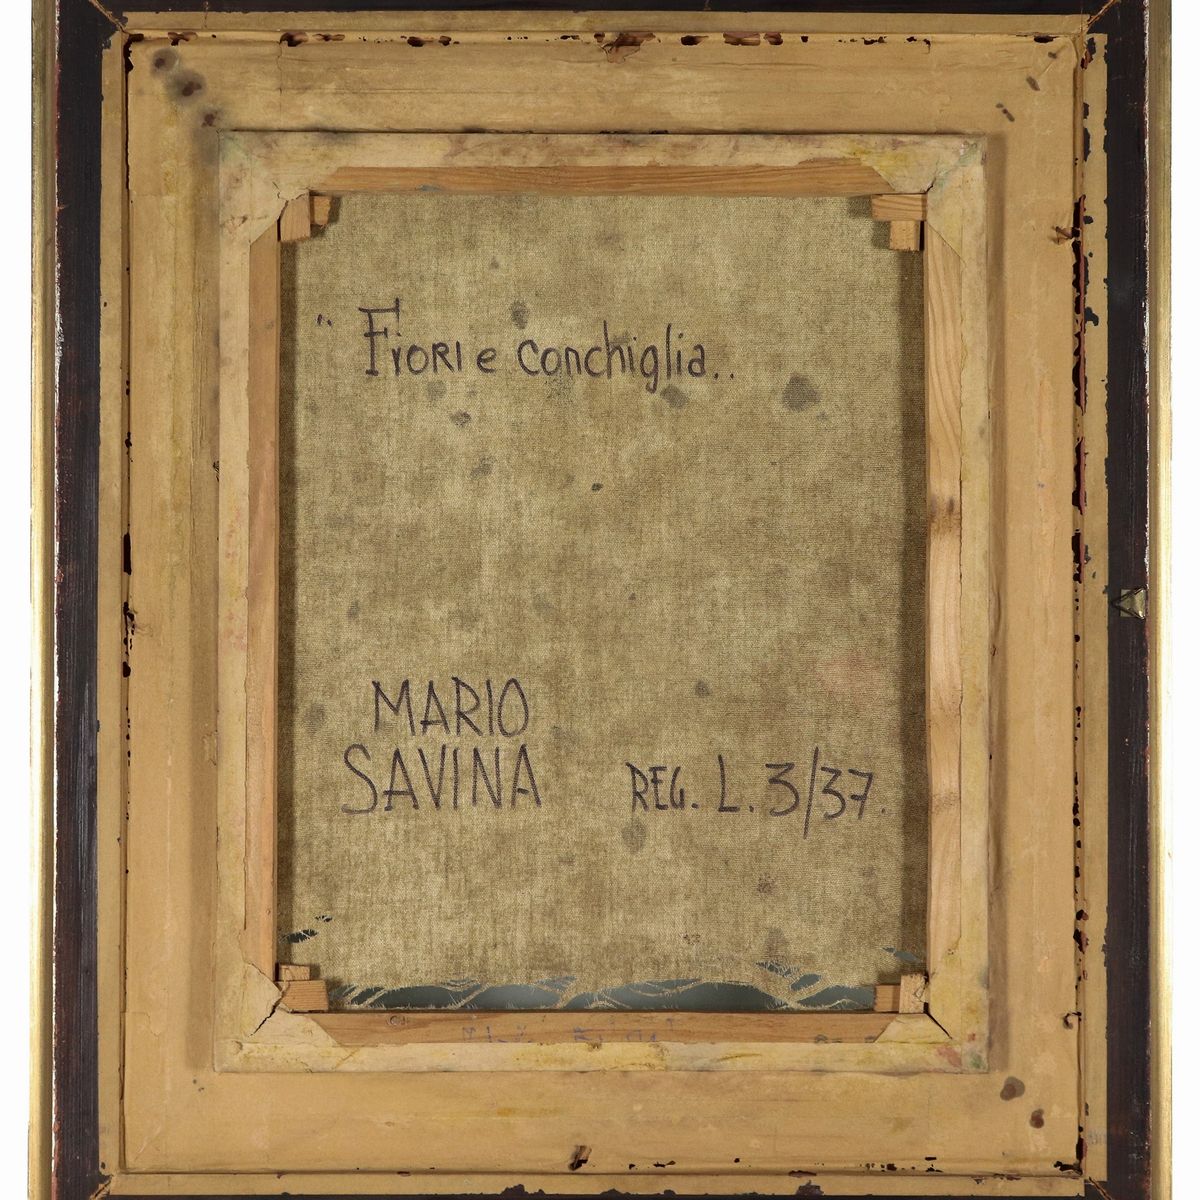 " Fiori e conchiglia..
MARIO
SAVINA
REG. L. 3/37.